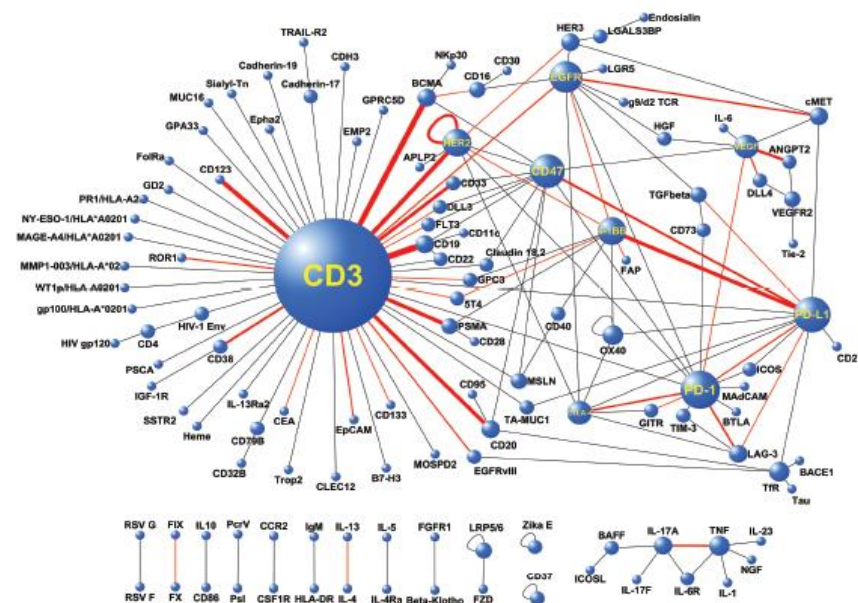 TRAIL-R2
Cadherin-19
Sialyl-Tn
MUC16
GPA33
FolRa
CD123
GD2
PR1/HLA-A2
NY-ESO-1/HLA*A0201
MAGE-A4/HLA*A0201
ROR1
MMP1-003/HLA-A*02
WT1p/HLA-A0201
gp100/HLA-A*0201
HIV-1 Env
HIV gp120
CD4
CD38
PSCA
IGF-1R
SSTR2
Heme
IL-13Ra2
CD79B
CD32B
CEA
Trop2
CLEC12
EpCAM
CD133
B7-H3
MOSPD2
CDH3
Cadherin-17
Epha2
EMP2
GPRC5D
NKp30
BCMA
CD16
CD30
APLP2
HER2
CD33
DLL3
FLT3
CD11c
CD19
CD22
Claudin 18.2
GPC3
5T4
PSMA
CD28
CD3
CD47
MSLN
CD95
TA-MUC1
CD20
EGFRvIII
CD40
OX40
FAP
HER3
Endosialin
LGALS3BP
EGFR
LGR5
g9/d2 TCR
cMET
HGF
IL-6
VEGF
ANGPT2
DLL4
VEGFR2
Tie-2
TGFbeta
CD73
PD-L1
CD2
PD-1
ICOS
MAdCAM
BTLA
TIM-3
GITR
LAG-3
BACE1
TfR
Tau
RSV G
FIX
IL10
PcrV
CCR2
IgM
IL-13
IL-5
FGFR1
LRP5/6
Zika E
RSV F
FX
CD86
Psl
CSF1R
HLA-DR
IL-4
IL-4Ra
Beta-Klotho
FZD
CD37
BAFF
IL-17A
TNF
IL-23
ICOSL
IL-17F
IL-6R
IL-1
NGF